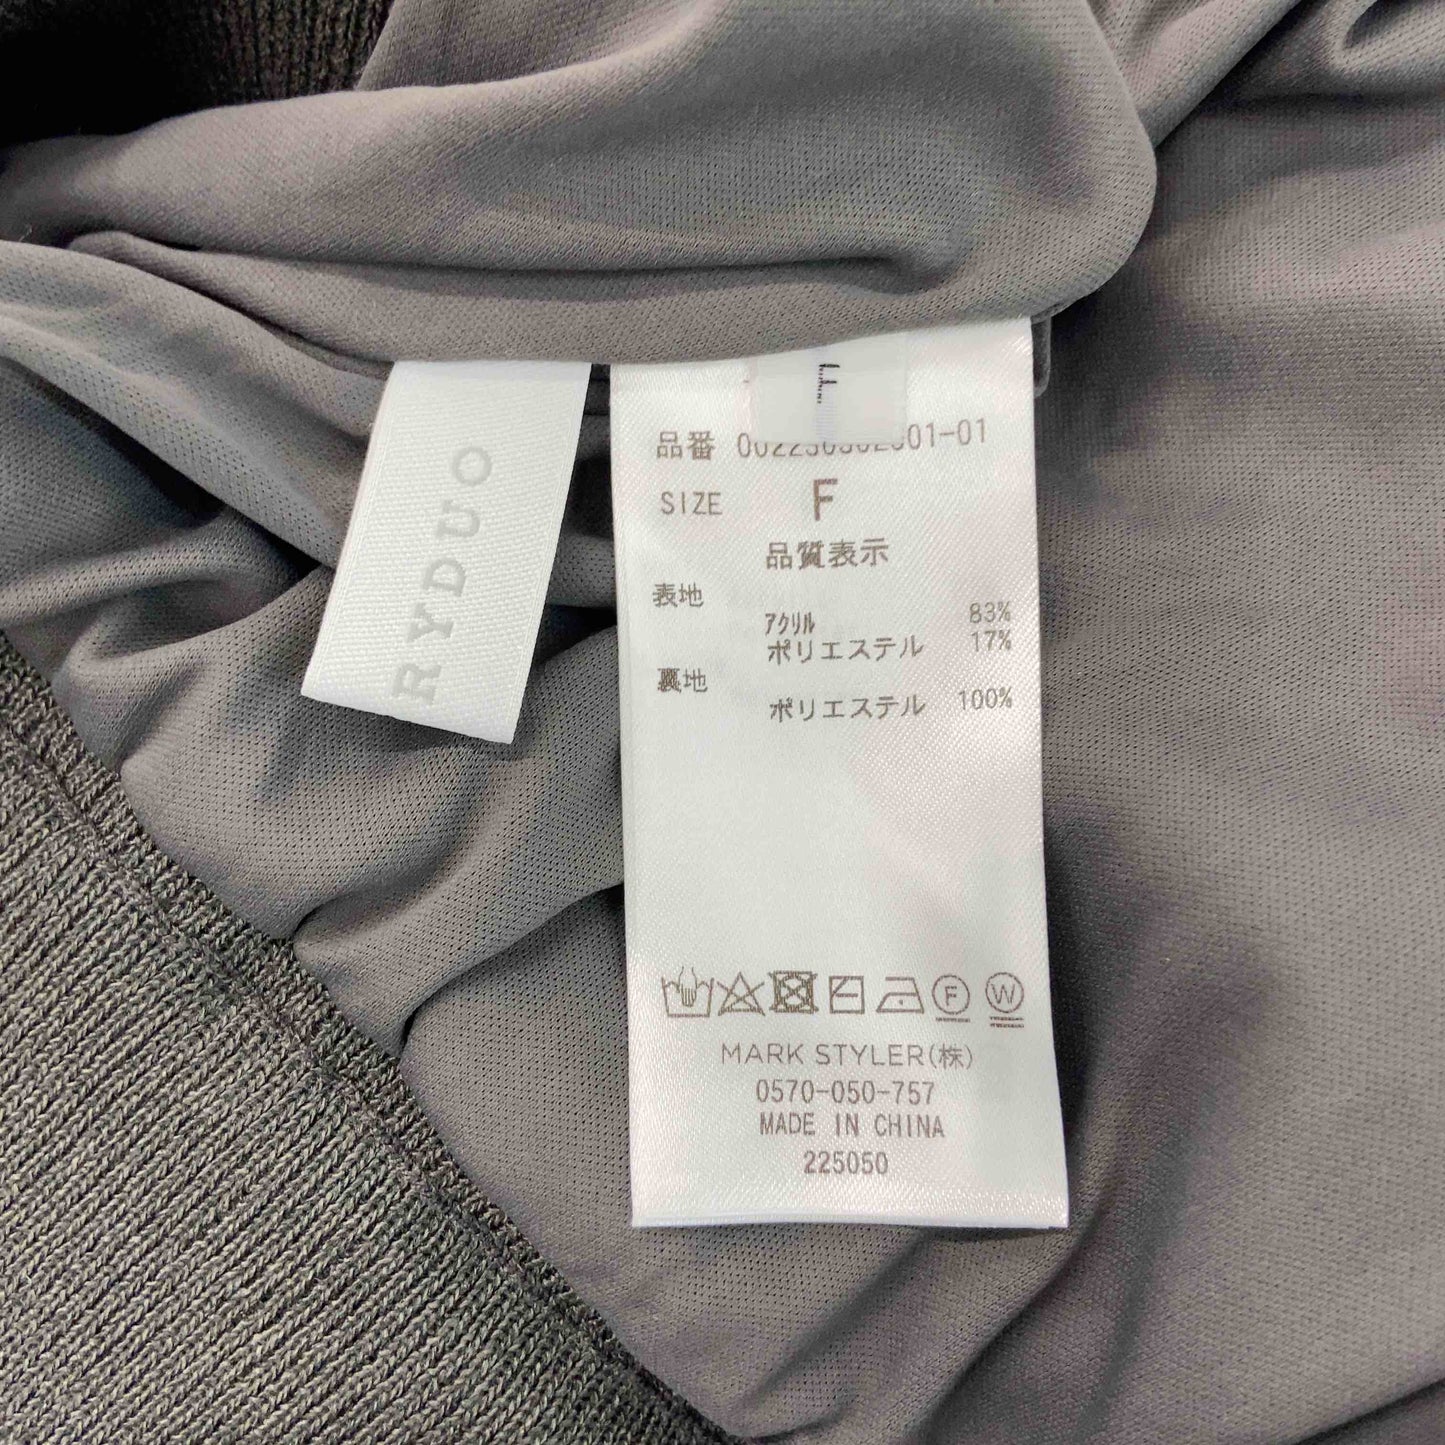 RYDUO
F
品番
SIZE F
品質表示
表地
アクリル 83%
ポリエステル 17%
裏地
ポリエステル 100%
F W
MARK STYLER(株)
0570-050-757
MADE IN CHINA
225050